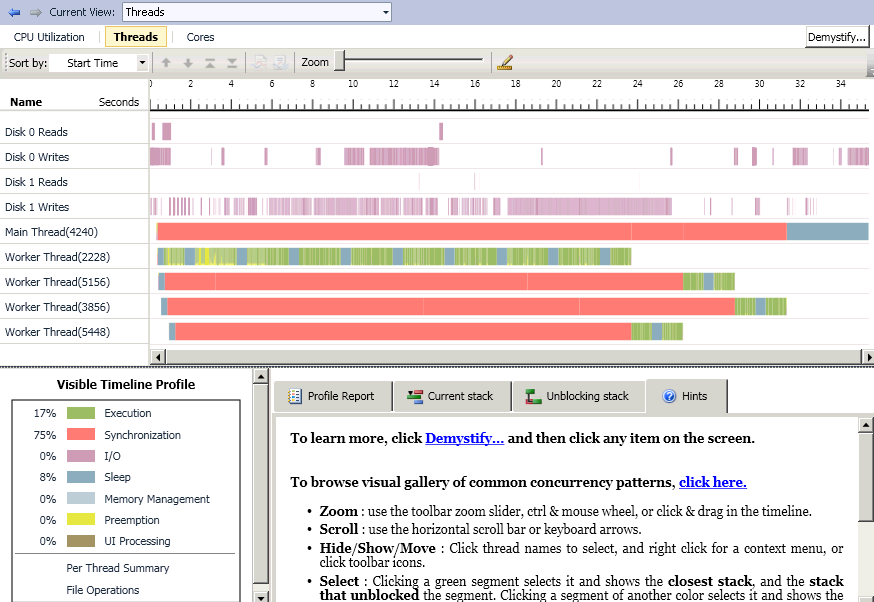 Current View: Threads
CPU Utilization Threads Cores Demystify...
Sort by: Start Time Zoom
Name Seconds 0 2 4 6 8 10 12 14 16 18 20 22 24 26 28 30 32 34
Disk 0 Reads
Disk 0 Writes
Disk 1 Reads
Disk 1 Writes
Main Thread(4240)
Worker Thread(2228)
Worker Thread(5156)
Worker Thread(3856)
Worker Thread(5448)
Visible Timeline Profile
17% Execution
75% Synchronization
0% I/O
8% Sleep
0% Memory Management
0% Preemption
0% UI Processing
Per Thread Summary
File Operations
Profile Report Current stack Unblocking stack Hints
To learn more, click Demystify... and then click any item on the screen.
To browse visual gallery of common concurrency patterns, click here.
• Zoom : use the toolbar zoom slider, ctrl & mouse wheel, or click & drag in the timeline.
• Scroll : use the horizontal scroll bar or keyboard arrows.
• Hide/Show/Move : Click thread names to select, and right click for a context menu, or
click toolbar icons.
• Select : Clicking a green segment selects it and shows the closest stack, and the stack
that unblocked the segment. Clicking a segment of another color selects it and shows the